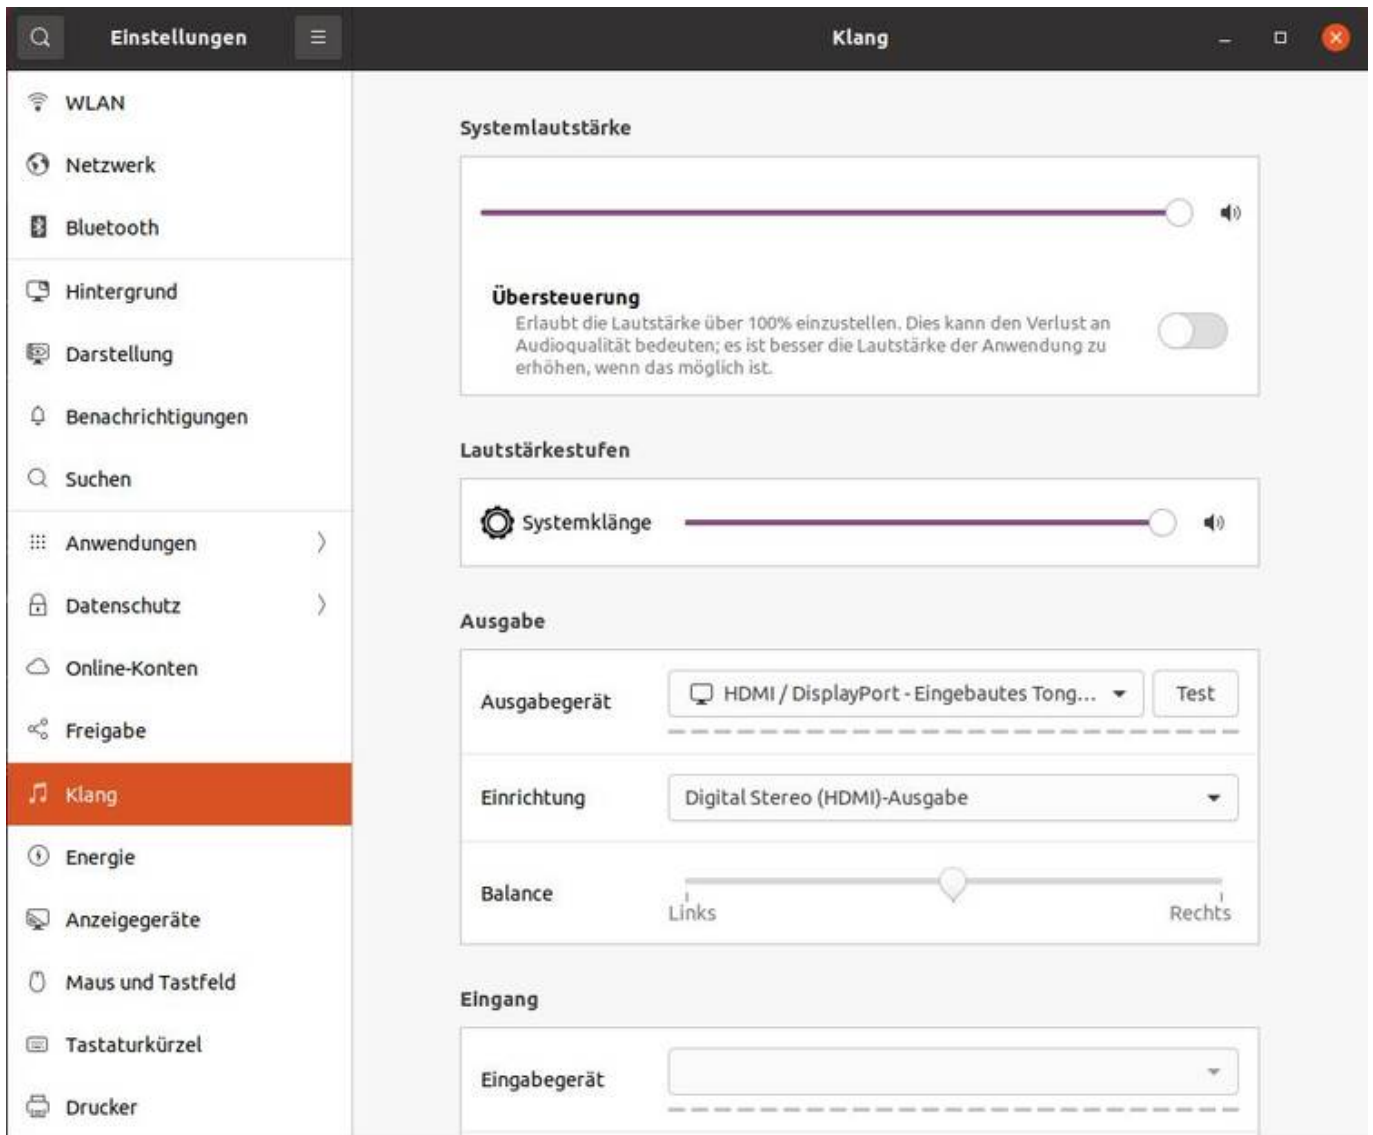 Einstellungen
Klang
WLAN
Netzwerk
Bluetooth
Hintergrund
Darstellung
Benachrichtigungen
Suchen
Anwendungen
Datenschutz
Online-Konten
Freigabe
Klang
Energie
Anzeigegeräte
Maus und Tastfeld
Tastaturkürzel
Drucker
Systemlautstärke
Übersteuerung
Erlaubt die Lautstärke über 100% einzustellen. Dies kann den Verlust an
Audioqualität bedeuten; es ist besser die Lautstärke der Anwendung zu
erhöhen, wenn das möglich ist.
Lautstärkestufen
Systemklänge
Ausgabe
Ausgabegerät
HDMI / DisplayPort - Eingebautes Tong...
Test
Einrichtung
Digital Stereo (HDMI)-Ausgabe
Balance
Links
Rechts
Eingang
Eingabegerät